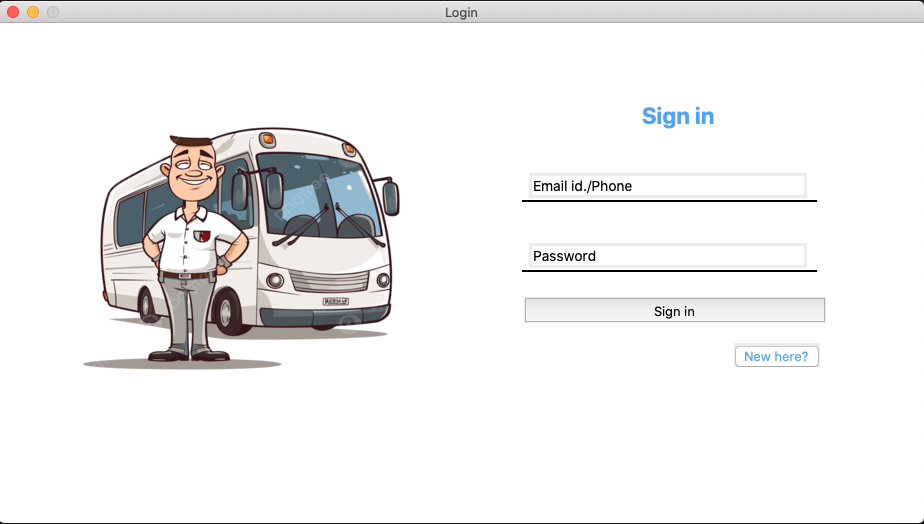 Login
Sign in
Email id./Phone
Password
Sign in
New here?